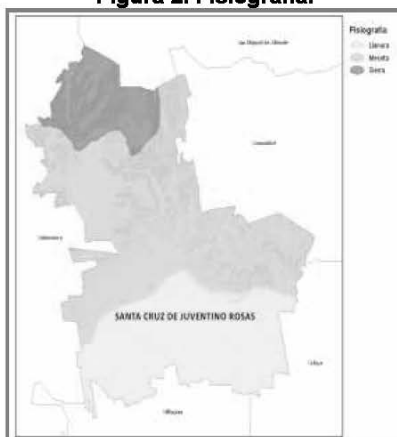 Figura 2. Fisiografía.
Fisiografía
Llanura
Meseta
Sierra
San Miguel de Allende
Comonfort
Salamanca
SANTA CRUZ DE JUVENTINO ROSAS
Celaya
Villagrán